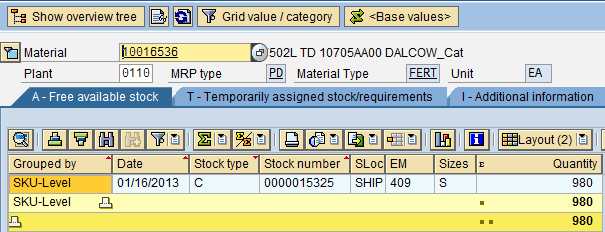 Show overview tree Grid value / category <Base values>
Material 10016536 502L TD 10705AA00 DALCOW_Cat
Plant 0110 MRP type PD Material Type FERT Unit EA
A - Free available stock T - Temporarily assigned stock/requirements I - Additional information
Layout (2)
Grouped by Date Stock type Stock number SLoc EM Sizes Σ Quantity
SKU-Level 01/16/2013 C 0000015325 SHIP 409 S 980
SKU-Level 980
980